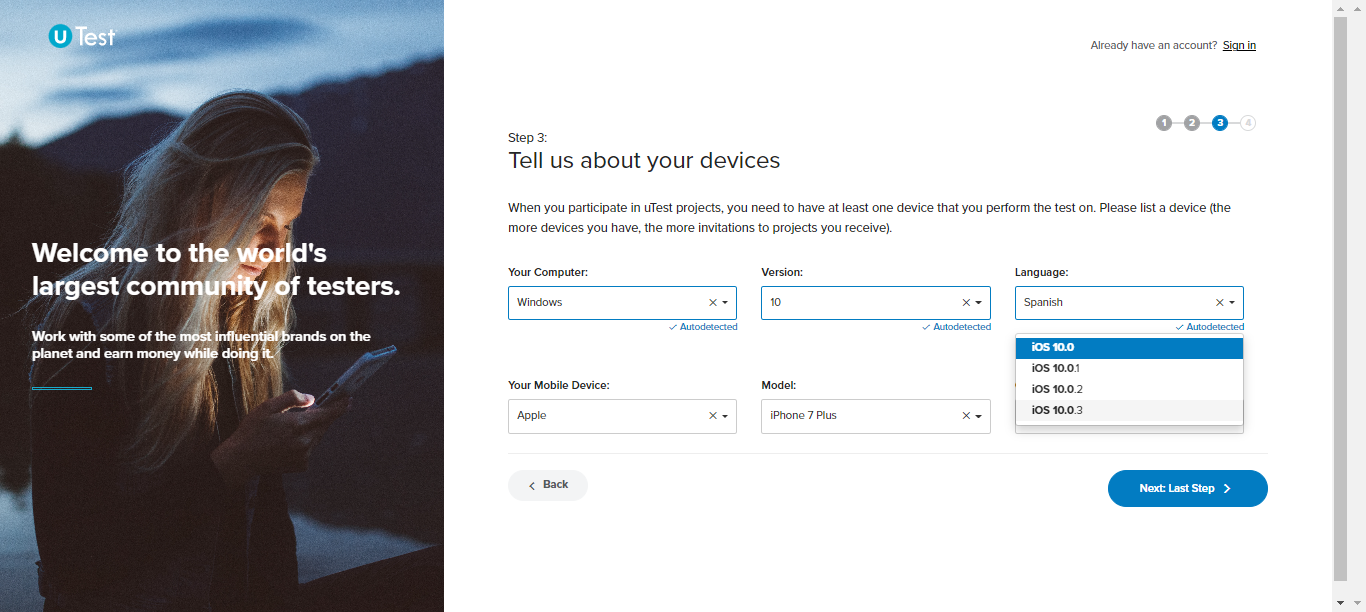 uTest
Already have an account? Sign in
1 2 3 4
Step 3:
Tell us about your devices
When you participate in uTest projects, you need to have at least one device that you perform the test on. Please list a device (the
more devices you have, the more invitations to projects you receive).
Welcome to the world's
largest community of testers.
Work with some of the most influential brands on the
planet and earn money while doing it.
Your Computer: Version: Language:
Windows 10 Spanish
Autodetected Autodetected Autodetected
iOS 10.0
iOS 10.0.1
iOS 10.0.2
iOS 10.0.3
Your Mobile Device: Model:
Apple iPhone 7 Plus
Back
Next: Last Step